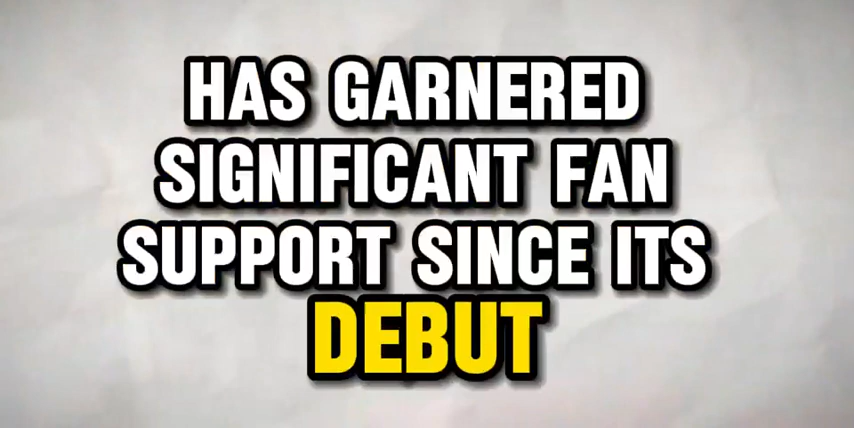 HAS GARNERED
SIGNIFICANT FAN
SUPPORT SINCE ITS
DEBUT